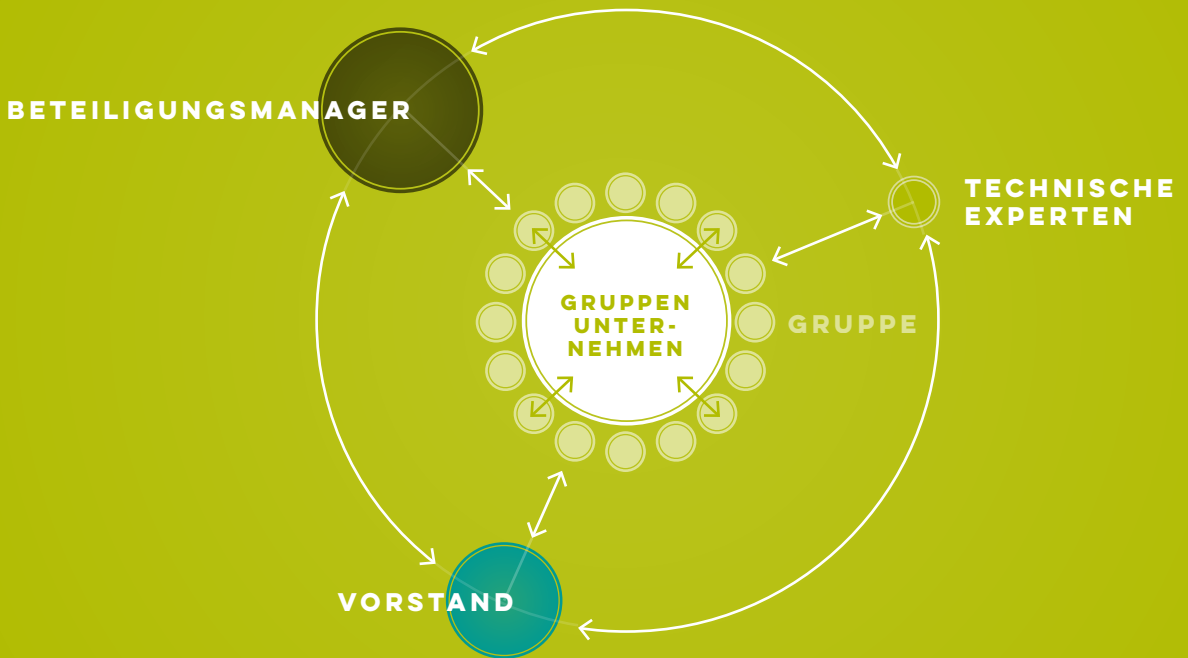 BETEILIGUNGSMANAGER
TECHNISCHE
EXPERTEN
GRUPPEN
UNTER-
NEHMEN
GRUPPE
VORSTAND